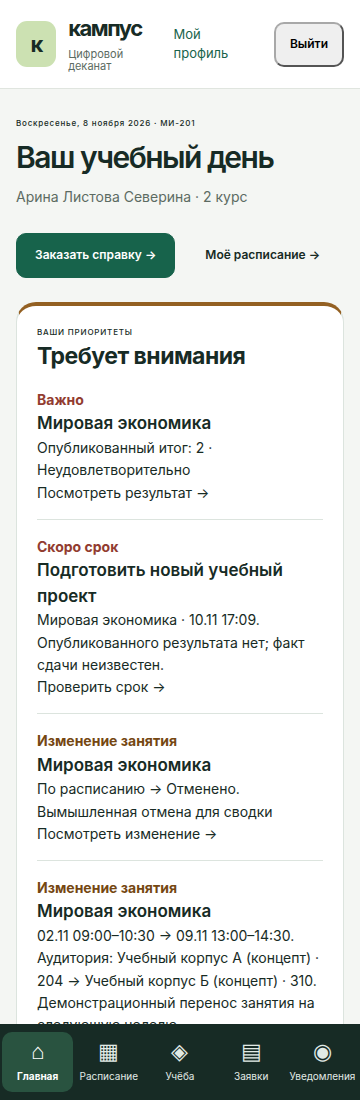 к
кампус
Цифровой
деканат
Мой
профиль
Выйти
Воскресенье, 8 ноября 2026 · МИ-201
Ваш учебный день
Арина Листова Северина · 2 курс
Заказать справку →
Моё расписание →
ВАШИ ПРИОРИТЕТЫ
Требует внимания
Важно
Мировая экономика
Опубликованный итог: 2 ·
Неудовлетворительно
Посмотреть результат →
Скоро срок
Подготовить новый учебный
проект
Мировая экономика · 10.11 17:09.
Опубликованного результата нет; факт
сдачи неизвестен.
Проверить срок →
Изменение занятия
Мировая экономика
По расписанию → Отменено.
Вымышленная отмена для сводки
Посмотреть изменение →
Изменение занятия
Мировая экономика
02.11 09:00–10:30 → 09.11 13:00–14:30.
Аудитория: Учебный корпус А (концепт) ·
204 → Учебный корпус Б (концепт) · 310.
Демонстрационный перенос занятия на
следующую неделю
Главная
Расписание
Учёба
Заявки
Уведомления